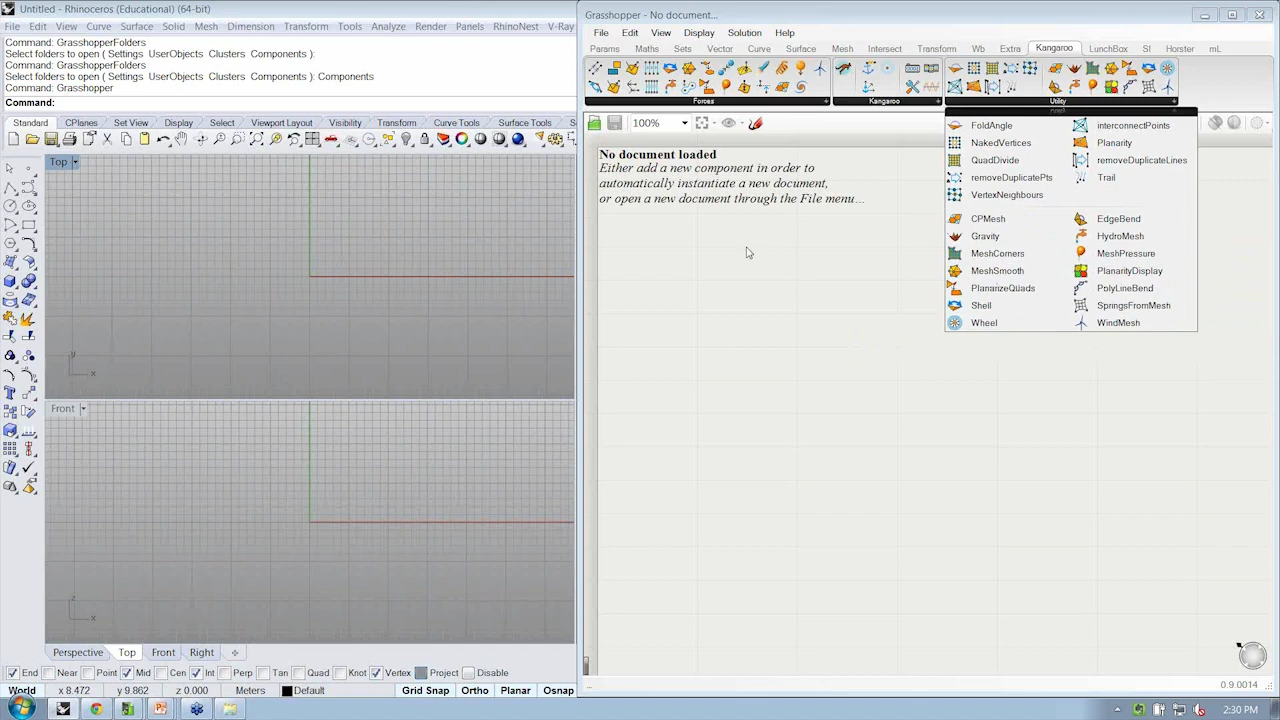 Untitled - Rhinoceros (Educational) (64-bit)
File Edit View Curve Surface Solid Mesh Dimension Transform Tools Analyze Render Panels RhinoNest V-Ray
Command: GrasshopperFolders
Select folders to open ( Settings UserObjects Clusters Components ):
Command: GrasshopperFolders
Select folders to open ( Settings UserObjects Clusters Components ): Components
Command: Grasshopper
Command:
Standard CPlanes Set View Display Select Viewport Layout Visibility Transform Curve Tools Surface Tools S
Top
y
x
Front
z
x
Perspective Top Front Right
End Near Point Mid Cen Int Perp Tan Quad Knot Vertex Project Disable
World x 8.472 y 9.862 z 0.000 Meters Default Grid Snap Ortho Planar Osnap
Grasshopper - No document...
File Edit View Display Solution Help
Params Maths Sets Vector Curve Surface Mesh Intersect Transform Wb Extra Kangaroo LunchBox SI Horster mL
Forces Kangaroo Utility
100%
No document loaded
Either add a new component in order to
automatically instantiate a new document,
or open a new document through the File menu...
FoldAngle interconnectPoints
NakedVertices Planarity
QuadDivide removeDuplicateLines
removeDuplicatePts Trail
VertexNeighbours
CPMesh EdgeBend
Gravity HydroMesh
MeshCorners MeshPressure
MeshSmooth PlanarityDisplay
PlanarizeQuads PolyLineBend
Shell SpringsFromMesh
Wheel WindMesh
0.9.0014
2:30 PM